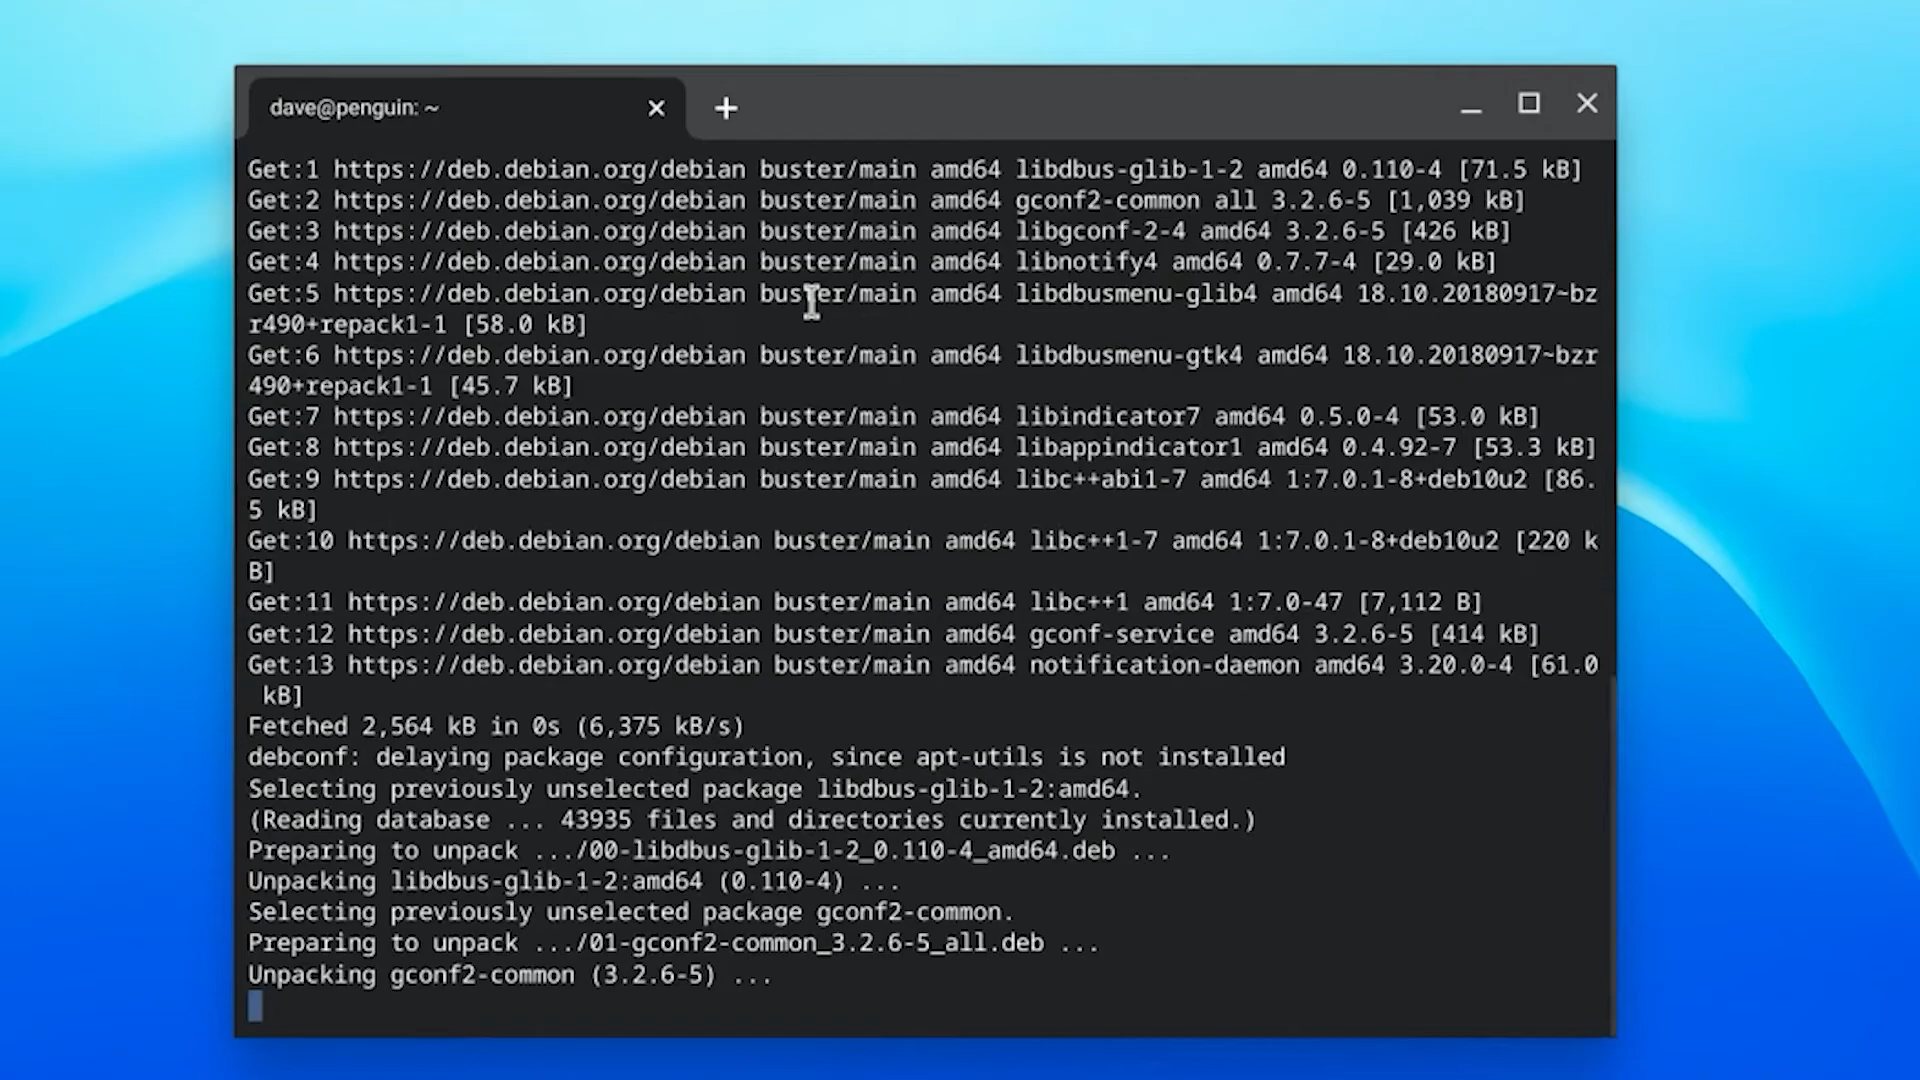 dave@penguin: ~
Get:1 https://deb.debian.org/debian buster/main amd64 libdbus-glib-1-2 amd64 0.110-4 [71.5 kB]
Get:2 https://deb.debian.org/debian buster/main amd64 gconf2-common all 3.2.6-5 [1,039 kB]
Get:3 https://deb.debian.org/debian buster/main amd64 libgconf-2-4 amd64 3.2.6-5 [426 kB]
Get:4 https://deb.debian.org/debian buster/main amd64 libnotify4 amd64 0.7.7-4 [29.0 kB]
Get:5 https://deb.debian.org/debian buster/main amd64 libdbusmenu-glib4 amd64 18.10.20180917~bz
r490+repack1-1 [58.0 kB]
Get:6 https://deb.debian.org/debian buster/main amd64 libdbusmenu-gtk4 amd64 18.10.20180917~bzr
490+repack1-1 [45.7 kB]
Get:7 https://deb.debian.org/debian buster/main amd64 libindicator7 amd64 0.5.0-4 [53.0 kB]
Get:8 https://deb.debian.org/debian buster/main amd64 libappindicator1 amd64 0.4.92-7 [53.3 kB]
Get:9 https://deb.debian.org/debian buster/main amd64 libc++abi1-7 amd64 1:7.0.1-8+deb10u2 [86.
5 kB]
Get:10 https://deb.debian.org/debian buster/main amd64 libc++1-7 amd64 1:7.0.1-8+deb10u2 [220 k
B]
Get:11 https://deb.debian.org/debian buster/main amd64 libc++1 amd64 1:7.0-47 [7,112 B]
Get:12 https://deb.debian.org/debian buster/main amd64 gconf-service amd64 3.2.6-5 [414 kB]
Get:13 https://deb.debian.org/debian buster/main amd64 notification-daemon amd64 3.20.0-4 [61.0
 kB]
Fetched 2,564 kB in 0s (6,375 kB/s)
debconf: delaying package configuration, since apt-utils is not installed
Selecting previously unselected package libdbus-glib-1-2:amd64.
(Reading database ... 43935 files and directories currently installed.)
Preparing to unpack .../00-libdbus-glib-1-2_0.110-4_amd64.deb ...
Unpacking libdbus-glib-1-2:amd64 (0.110-4) ...
Selecting previously unselected package gconf2-common.
Preparing to unpack .../01-gconf2-common_3.2.6-5_all.deb ...
Unpacking gconf2-common (3.2.6-5) ...